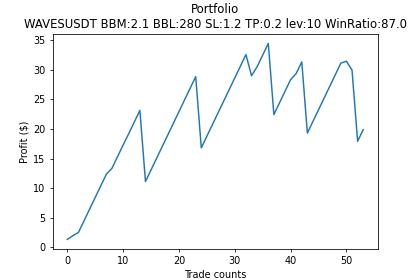 Portfolio
WAVESUSDT BBM:2.1 BBL:280 SL:1.2 TP:0.2 lev:10 WinRatio:87.0
35
30
25
20
15
10
5
0
Profit ($)
0 10 20 30 40 50
Trade counts